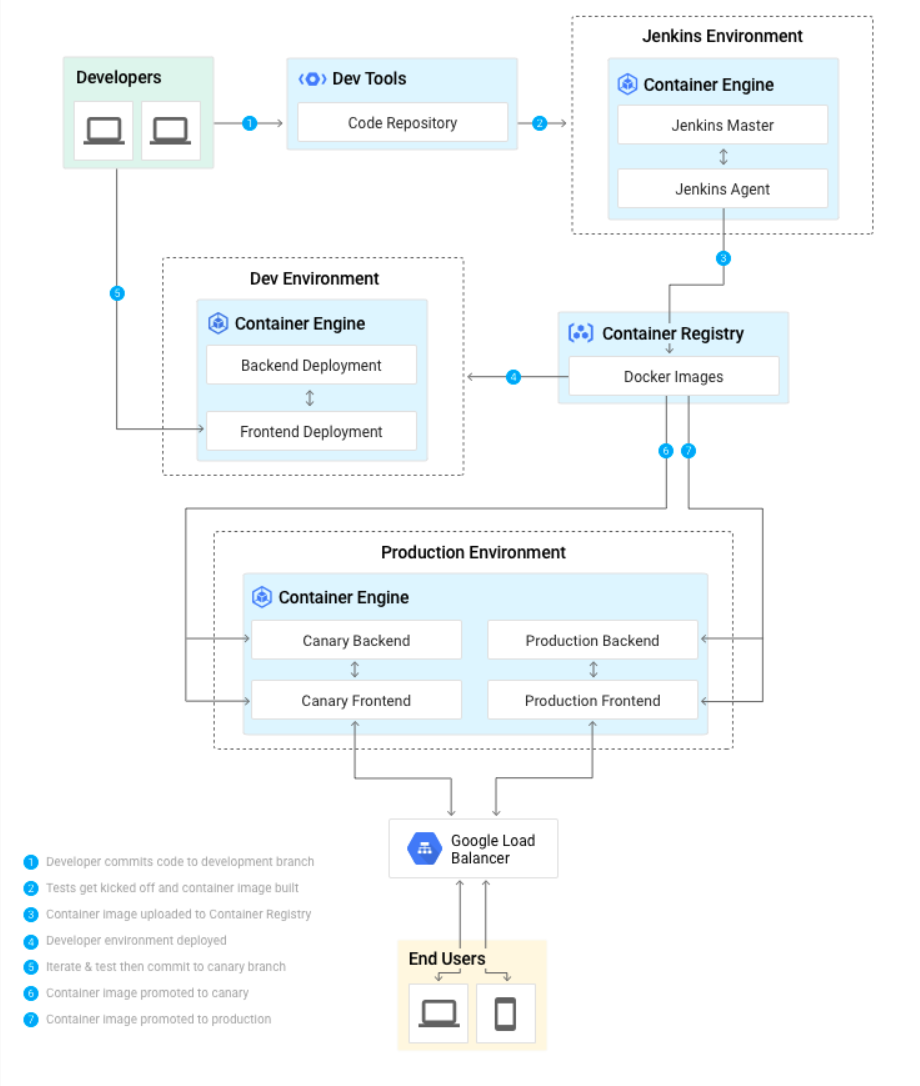 Jenkins Environment
Developers
Dev Tools
Container Engine
Code Repository
Jenkins Master
Jenkins Agent
1
2
3
Dev Environment
Container Engine
Backend Deployment
Frontend Deployment
5
Container Registry
Docker Images
4
6
7
Production Environment
Container Engine
Canary Backend
Production Backend
Canary Frontend
Production Frontend
Google Load
Balancer
End Users
1 Developer commits code to development branch
2 Tests get kicked off and container image built
3 Container image uploaded to Container Registry
4 Developer environment deployed
5 Iterate & test then commit to canary branch
6 Container image promoted to canary
7 Container image promoted to production